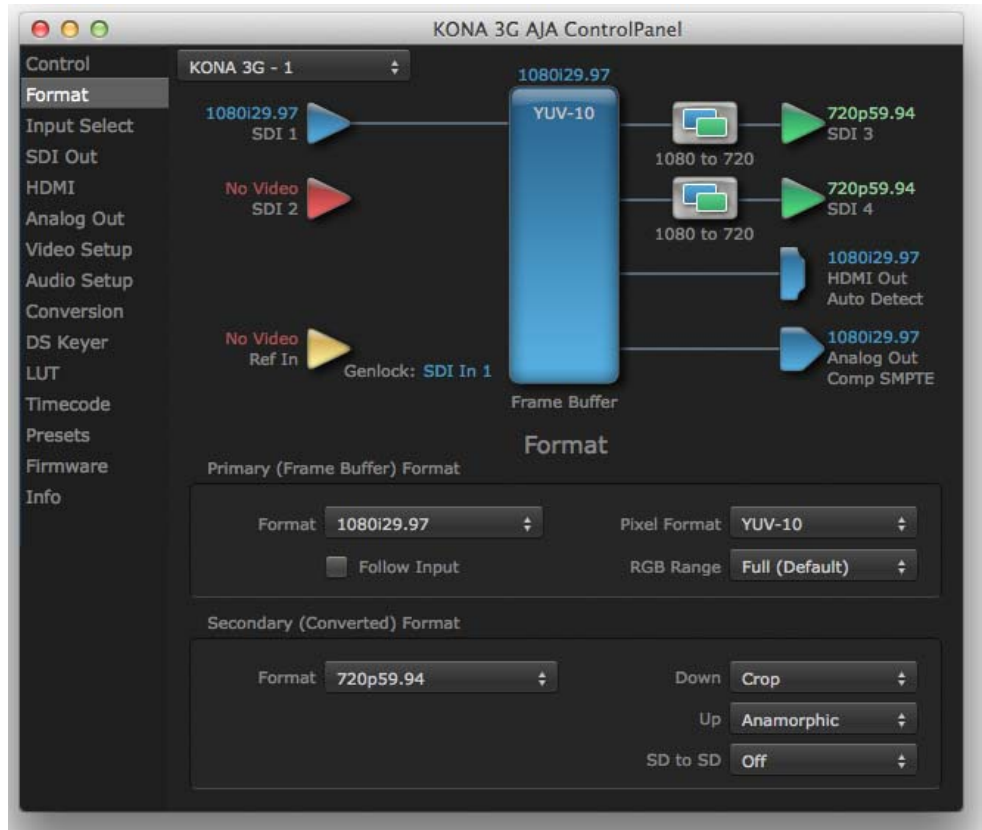 KONA 3G AJA ControlPanel
Control
Format
Input Select
SDI Out
HDMI
Analog Out
Video Setup
Audio Setup
Conversion
DS Keyer
LUT
Timecode
Presets
Firmware
Info
KONA 3G - 1
1080i29.97
1080i29.97
SDI 1
YUV-10
1080 to 720
720p59.94
SDI 3
No Video
SDI 2
1080 to 720
720p59.94
SDI 4
1080i29.97
HDMI Out
Auto Detect
No Video
Ref In
Genlock: SDI In 1
1080i29.97
Analog Out
Comp SMPTE
Frame Buffer
Format
Primary (Frame Buffer) Format
Format 1080i29.97
Pixel Format YUV-10
Follow Input
RGB Range Full (Default)
Secondary (Converted) Format
Format 720p59.94
Down Crop
Up Anamorphic
SD to SD Off